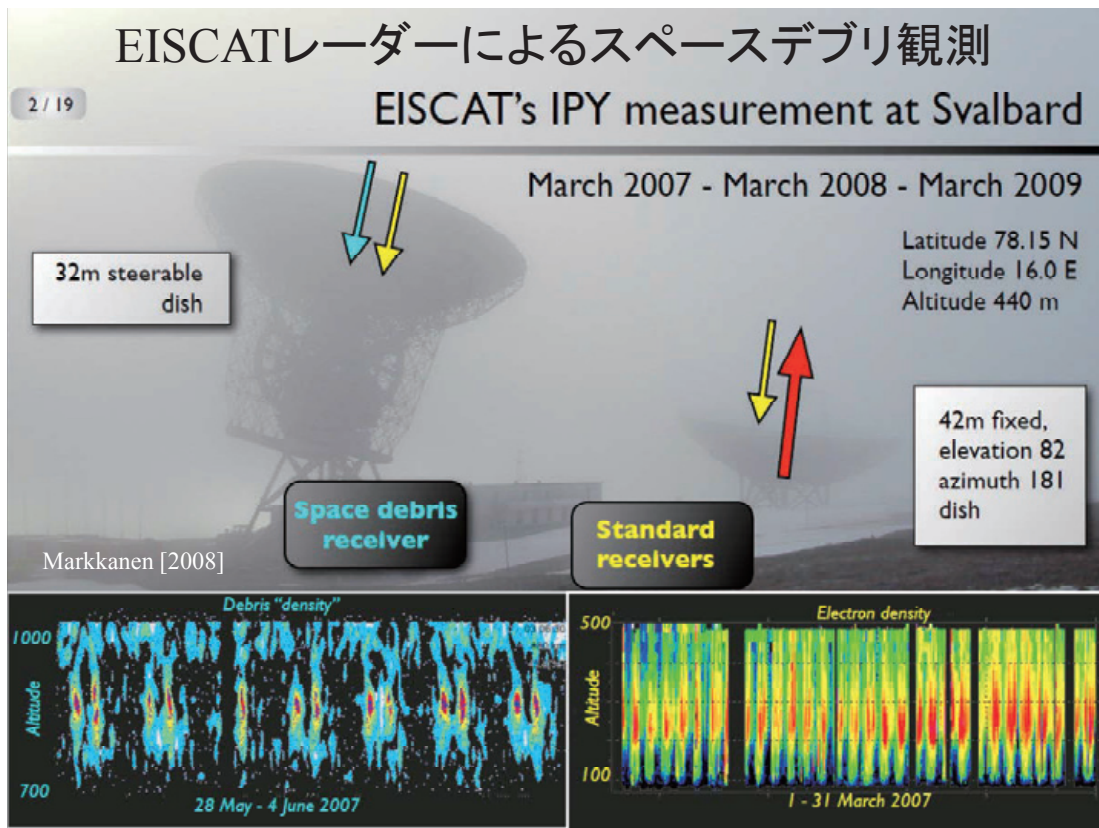 EISCATレーダーによるスペースデブリ観測
2 / 19
EISCAT's IPY measurement at Svalbard
March 2007 - March 2008 - March 2009
Latitude 78.15 N
Longitude 16.0 E
Altitude 440 m
32m steerable
dish
42m fixed,
elevation 82
azimuth 181
dish
Space debris
receiver
Standard
receivers
Markkanen [2008]
Debris "density"
1000
Altitude
700
28 May - 4 June 2007
Electron density
500
Altitude
100
1 - 31 March 2007